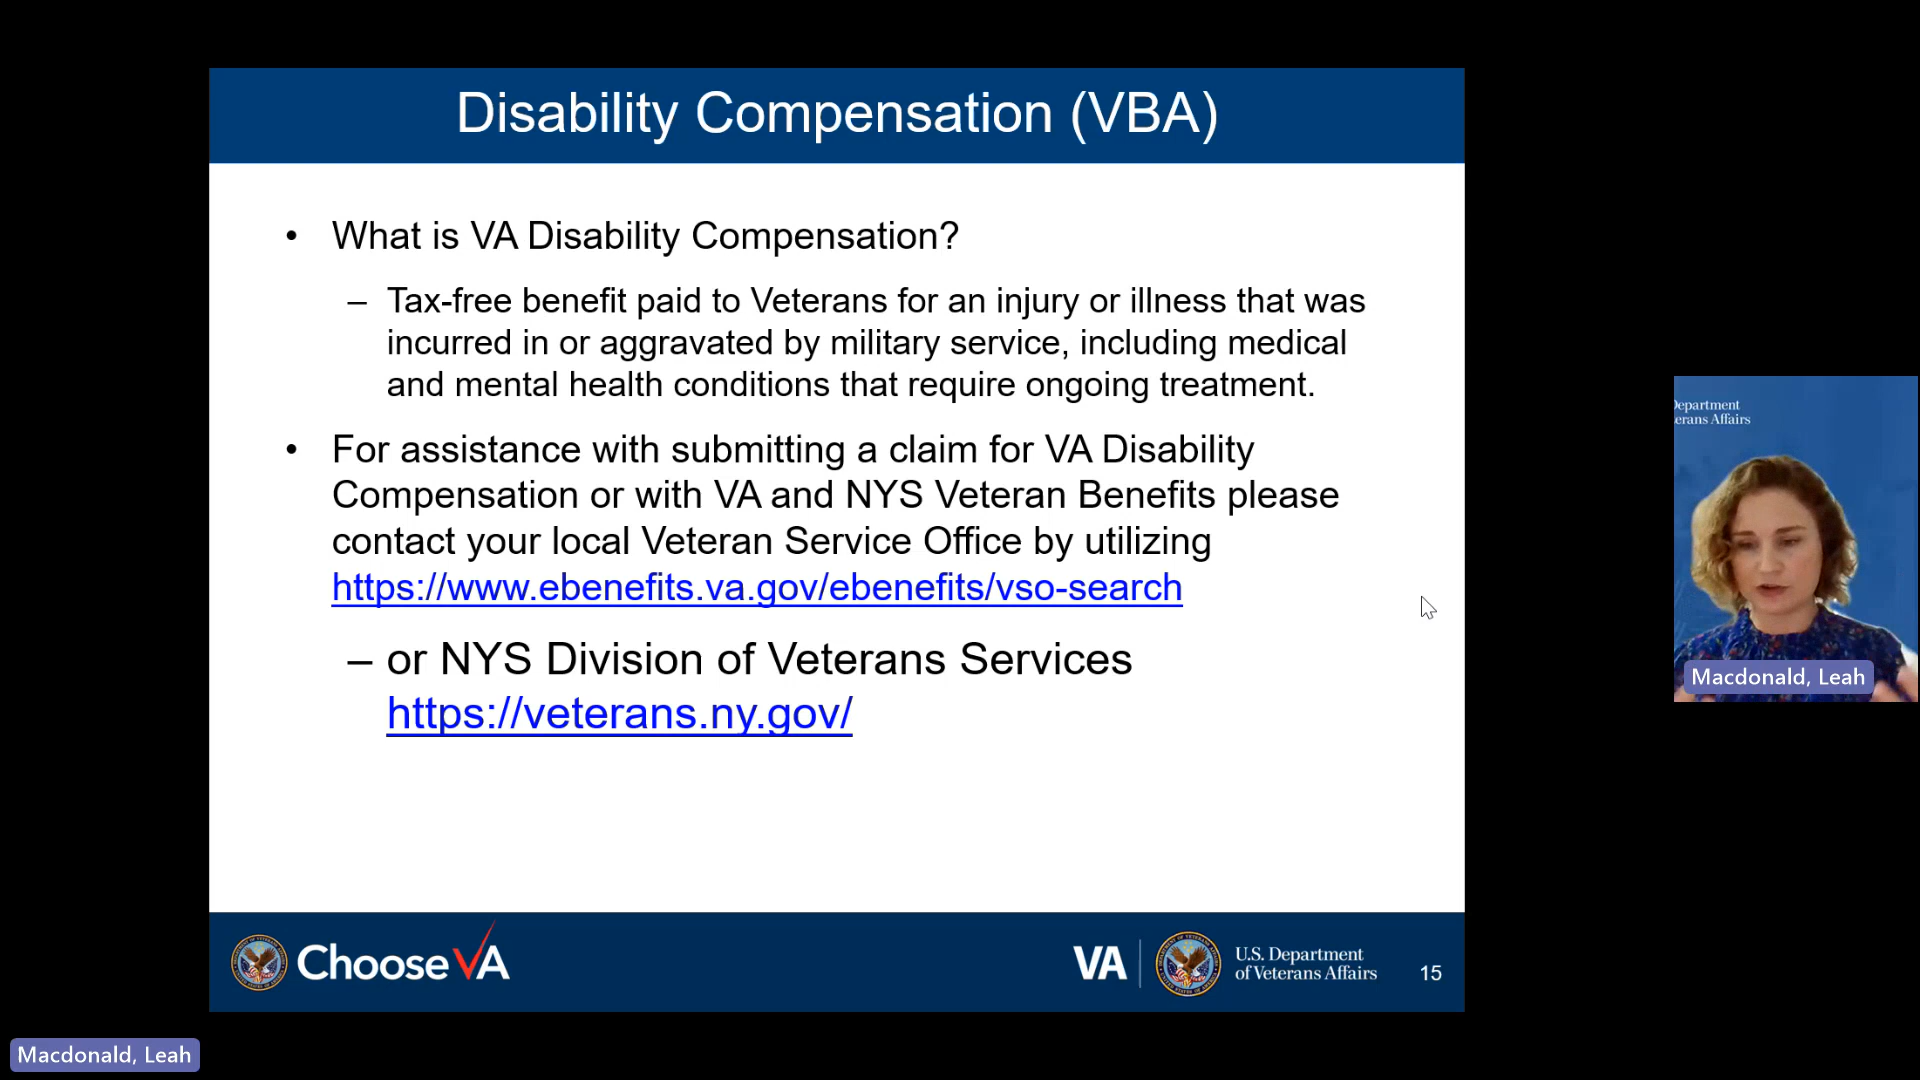 Disability Compensation (VBA)
• What is VA Disability Compensation?
– Tax-free benefit paid to Veterans for an injury or illness that was
incurred in or aggravated by military service, including medical
and mental health conditions that require ongoing treatment.
• For assistance with submitting a claim for VA Disability
Compensation or with VA and NYS Veteran Benefits please
contact your local Veteran Service Office by utilizing
https://www.ebenefits.va.gov/ebenefits/vso-search
– or NYS Division of Veterans Services
https://veterans.ny.gov/
Department
erans Affairs
Macdonald, Leah
ChooseVA
VA
U.S. Department
of Veterans Affairs
15
Macdonald, Leah